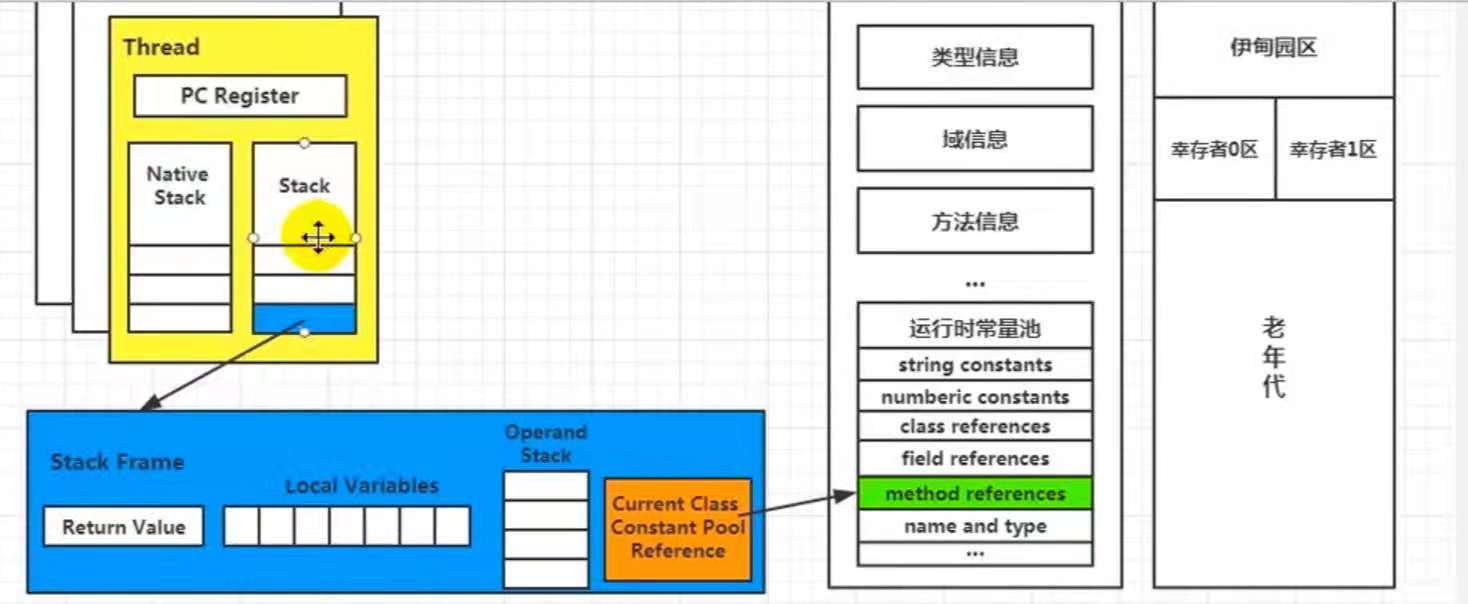 Thread
PC Register
Native
Stack
Stack
Stack Frame
Return Value
Local Variables
Operand
Stack
Current Class
Constant Pool
Reference
类型信息
域信息
方法信息
...
运行时常量池
string constants
numberic constants
class references
field references
method references
name and type
...
伊甸园区
幸存者0区
幸存者1区
老
年
代